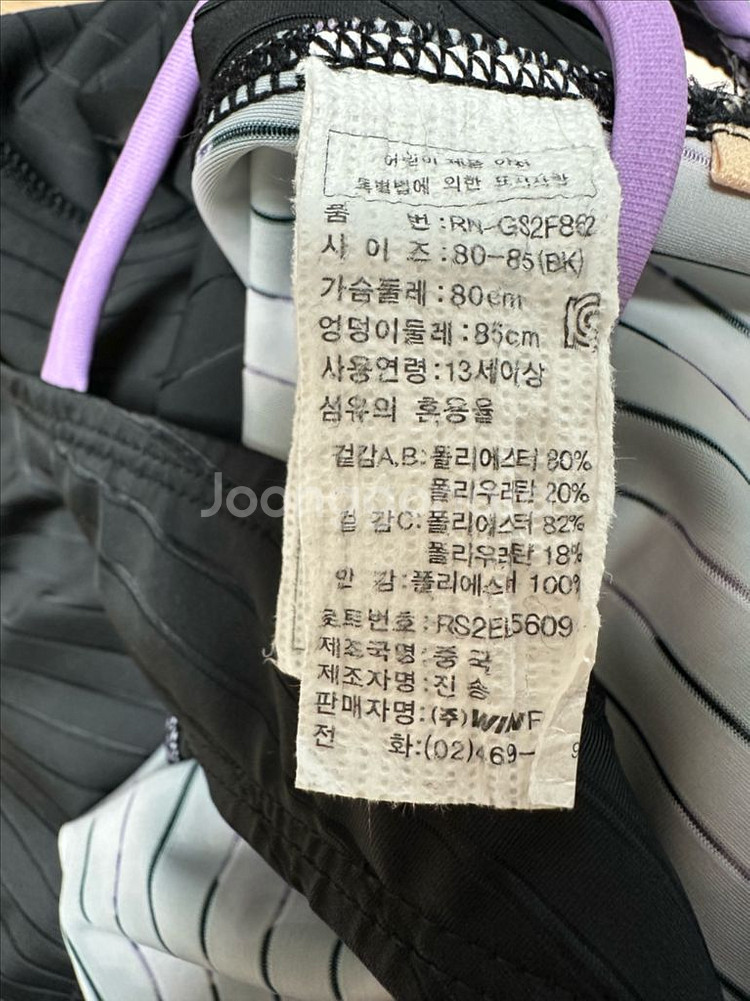 어린이 제품 안전
특별법에 의한 표시사항
품 번:RN-GS2F862
사 이 즈:80-85(BK)
가슴둘레:80cm
엉덩이둘레:85cm
사용연령:13세이상
섬유의 혼용율
겉감A,B:폴리에스터 80%
폴리우레탄 20%
겉 감C:폴리에스터 82%
폴리우레탄 18%
안 감:폴리에스터 100%
로트번호:RS2EL5609
제조국명:중국
제조자명:진송
판매자명:(주)WINF
전 화:(02)469-